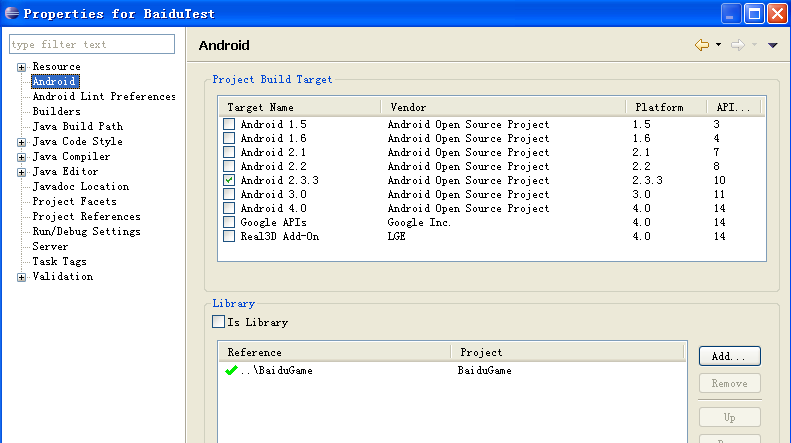 Properties for BaiduTest
type filter text
Resource
Android
Android Lint Preferences
Builders
Java Build Path
Java Code Style
Java Compiler
Java Editor
Javadoc Location
Project Facets
Project References
Run/Debug Settings
Server
Task Tags
Validation
Android
Project Build Target
Target Name Vendor Platform API...
Android 1.5 Android Open Source Project 1.5 3
Android 1.6 Android Open Source Project 1.6 4
Android 2.1 Android Open Source Project 2.1 7
Android 2.2 Android Open Source Project 2.2 8
Android 2.3.3 Android Open Source Project 2.3.3 10
Android 3.0 Android Open Source Project 3.0 11
Android 4.0 Android Open Source Project 4.0 14
Google APIs Google Inc. 4.0 14
Real3D Add-On LGE 4.0 14
Library
Is Library
Reference Project
..\BaiduGame BaiduGame
Add...
Remove
Up